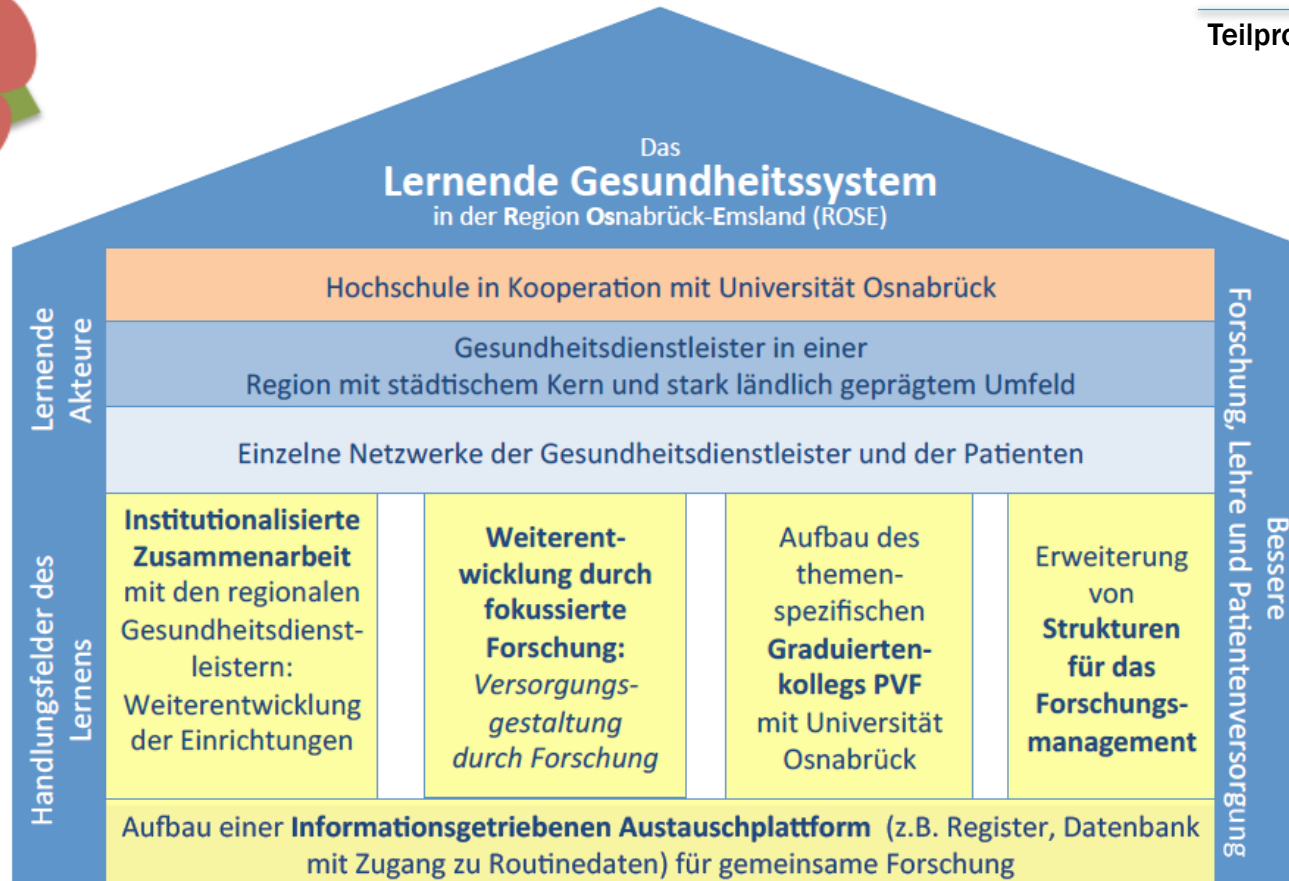 Teilpro
Das
Lernende Gesundheitssystem
in der Region Osnabrück-Emsland (ROSE)
Lernende
Akteure
Hochschule in Kooperation mit Universität Osnabrück
Gesundheitsdienstleister in einer
Region mit städtischem Kern und stark ländlich geprägtem Umfeld
Einzelne Netzwerke der Gesundheitsdienstleister und der Patienten
Handlungsfelder des
Lernens
Institutionalisierte
Zusammenarbeit
mit den regionalen
Gesundheitsdienst-
leistern:
Weiterentwicklung
der Einrichtungen
Weiterent-
wicklung durch
fokussierte
Forschung:
Versorgungs-
gestaltung
durch Forschung
Aufbau des
themen-
spezifischen
Graduierten-
kollegs PVF
mit Universität
Osnabrück
Erweiterung
von
Strukturen
für das
Forschungs-
management
Aufbau einer Informationsgetriebenen Austauschplattform (z.B. Register, Datenbank
mit Zugang zu Routinedaten) für gemeinsame Forschung
Bessere
Forschung, Lehre und Patientenversorgung